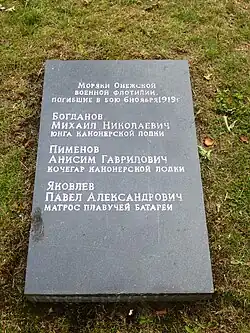 Моряки Онежской
военной флотилии,
погибшие в бою 6 ноября 1919 г.
Богданов
Михаил Николаевич
юнга канонерской лодки
Пименов
Анисим Гаврилович
кочегар канонерской лодки
Яковлев
Павел Александрович
матрос плавучей батареи